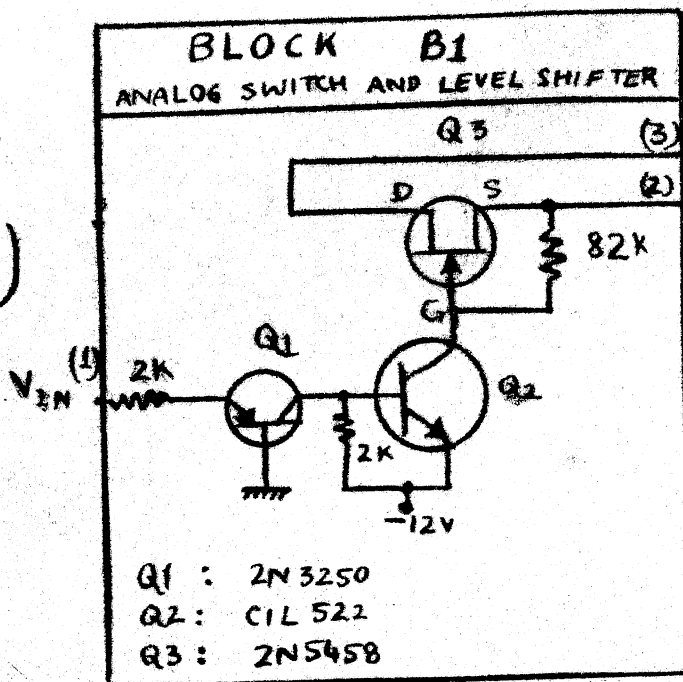 BLOCK B1
ANALOG SWITCH AND LEVEL SHIFTER
Q3 (3)
D S (2)
82K
G
Q1
(1) 2K
VIN
Q2
2K
-12V
Q1 : 2N3250
Q2 : CIL 522
Q3 : 2N5458